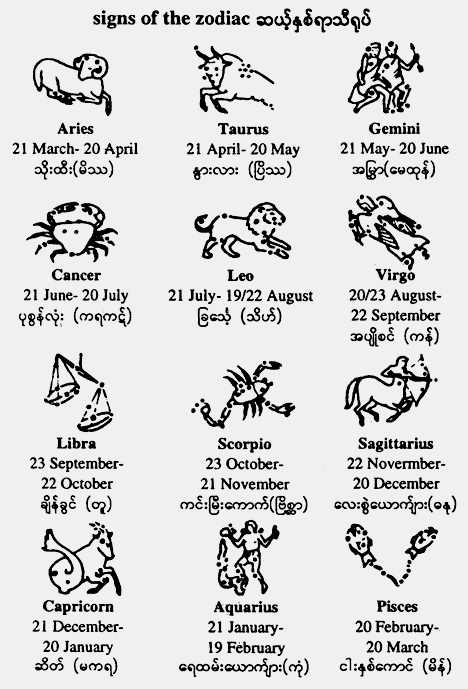 signs of the zodiac ဆယ့်နှစ်ရာသီရုပ်
Aries
21 March- 20 April
သိုးထီး(မိဿ)
Taurus
21 April- 20 May
နွားလား (ပြိဿ)
Gemini
21 May- 20 June
အမြွှာ(မေထုန်)
Cancer
21 June- 20 July
ပုစွန်လုံး (ကရကဋ်)
Leo
21 July- 19/22 August
ခြင်္သေ့ (သိဟ်)
Virgo
20/23 August-
22 September
အပျိုစင် (ကန်)
Libra
23 September-
22 October
ချိန်ခွင် (တူ)
Scorpio
23 October-
21 November
ကင်းမြီးကောက်(ဗြိစ္ဆာ)
Sagittarius
22 Novermber-
20 December
လေးစွဲယောက်ျား(ဓနု)
Capricorn
21 December-
20 January
ဆိတ် (မကရ)
Aquarius
21 January-
19 February
ရေထမ်းယောက်ျား(ကုံ)
Pisces
20 February-
20 March
ငါးနှစ်ကောင် (မိန်)